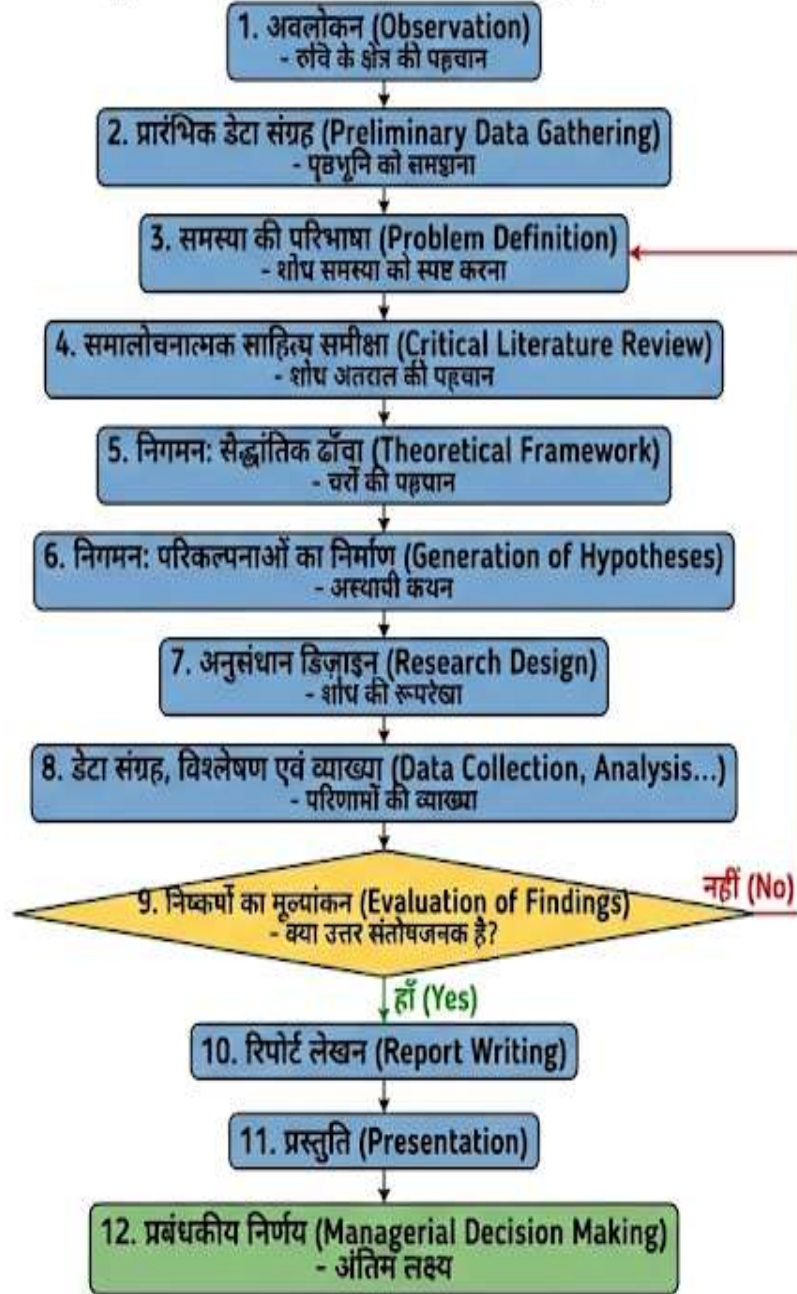 1. अवलोकन (Observation)
- रुवि के क्षेत्र की पहचान
2. प्रारंभिक डेटा संग्रह (Preliminary Data Gathering)
- पृष्ठभूनि को समझाना
3. समस्या की परिभाषा (Problem Definition)
- शोध समस्या को स्पष्ट करना
4. समालोचनात्मक साहित्य समीक्षा (Critical Literature Review)
- शोध अंतराल की पहचान
5. निगमन: सैद्धांतिक ढाँचा (Theoretical Framework)
- चरों की पहचान
6. निगमन: परिकल्पनाओं का निर्माण (Generation of Hypotheses)
- अस्थायी कथन
7. अनुसंधान डिज़ाइन (Research Design)
- शोध की रूपरेखा
8. डेटा संग्रह, विश्लेषण एवं व्याख्या (Data Collection, Analysis...)
- परिणामों की व्याख्या
9. निष्कर्षों का मूल्यांकन (Evaluation of Findings)
- क्या उत्तर संतोषजनक है?
नहीं (No)
हाँ (Yes)
10. रिपोर्ट लेखन (Report Writing)
11. प्रस्तुति (Presentation)
12. प्रबंधकीय निर्णय (Managerial Decision Making)
- अंतिम लक्ष्य